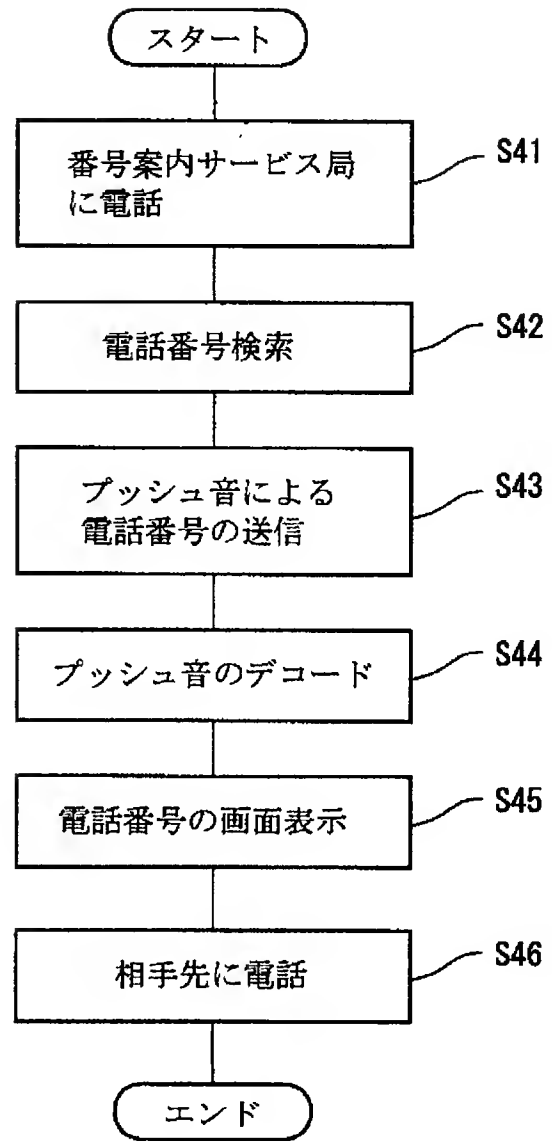 スタート
番号案内サービス局
に電話
S41
電話番号検索
S42
プッシュ音による
電話番号の送信
S43
プッシュ音のデコード
S44
電話番号の画面表示
S45
相手先に電話
S46
エンド